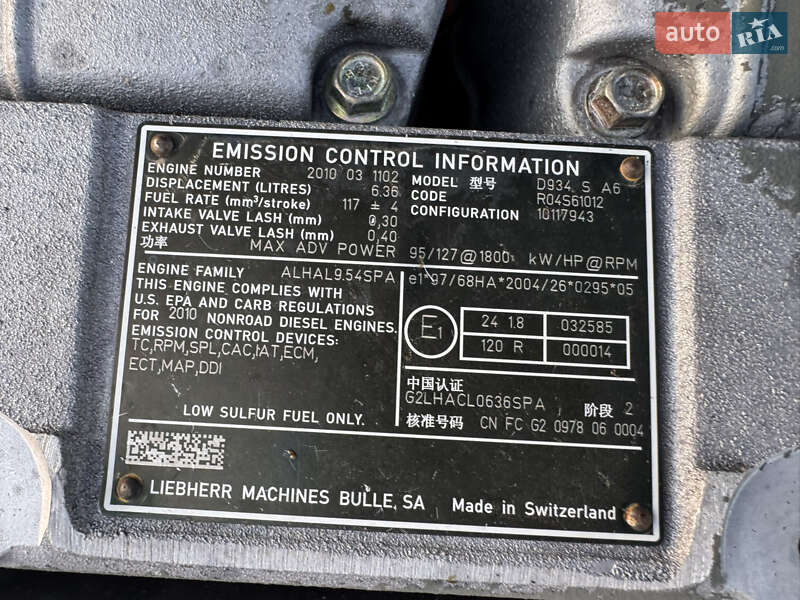 auto RIA
.com
EMISSION CONTROL INFORMATION
ENGINE NUMBER 2010 03 1102
DISPLACEMENT (LITRES) 6.36
FUEL RATE (mm³/stroke) 117 ± 4
INTAKE VALVE LASH (mm) 0,30
EXHAUST VALVE LASH (mm) 0,40
MODEL 型号 D934 S A6
CODE R04S61012
CONFIGURATION 10117943
功率 MAX ADV POWER 95/127@1800 kW/HP@RPM
ENGINE FAMILY ALHAL9.54SPA
THIS ENGINE COMPLIES WITH
U.S. EPA AND CARB REGULATIONS
FOR 2010 NONROAD DIESEL ENGINES.
EMISSION CONTROL DEVICES:
TC,RPM,SPL,CAC,IAT,ECM,
ECT,MAP,DDI
LOW SULFUR FUEL ONLY.
e1*97/68HA*2004/26*0295*05
E1
24 1.8 032585
120 R 000014
中国认证
G2LHACL0636SPA 阶段 2
核准号码 CN FC G2 0978 06 0004
LIEBHERR MACHINES BULLE, SA Made in Switzerland